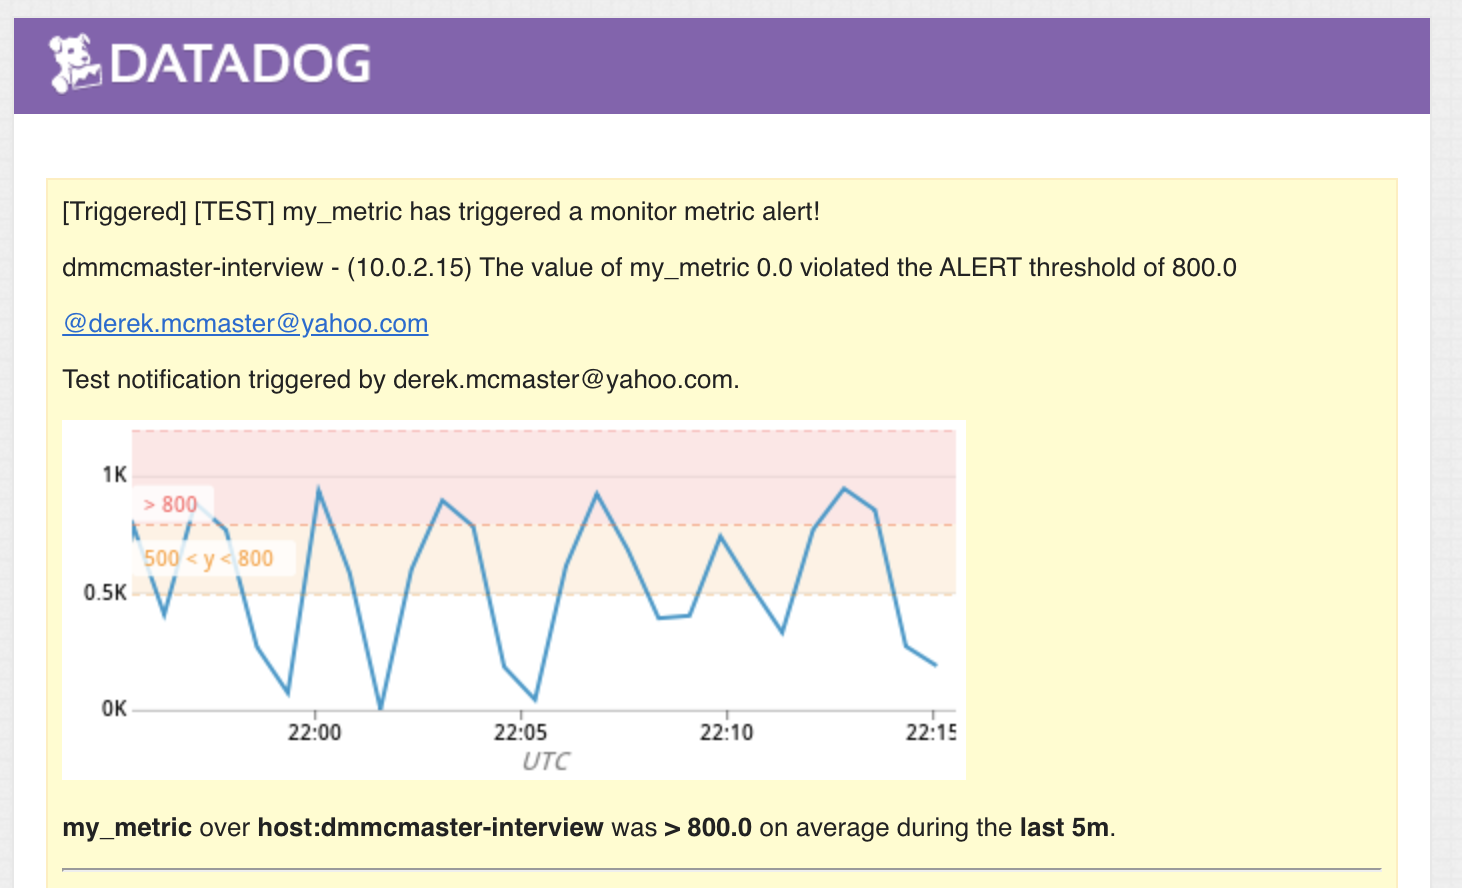 DATADOG
[Triggered] [TEST] my_metric has triggered a monitor metric alert!
dmmcmaster-interview - (10.0.2.15) The value of my_metric 0.0 violated the ALERT threshold of 800.0
@derek.mcmaster@yahoo.com
Test notification triggered by derek.mcmaster@yahoo.com.
1K
> 800
500 < y < 800
0.5K
0K
22:00 22:05 22:10 22:15
UTC
my_metric over host:dmmcmaster-interview was > 800.0 on average during the last 5m.